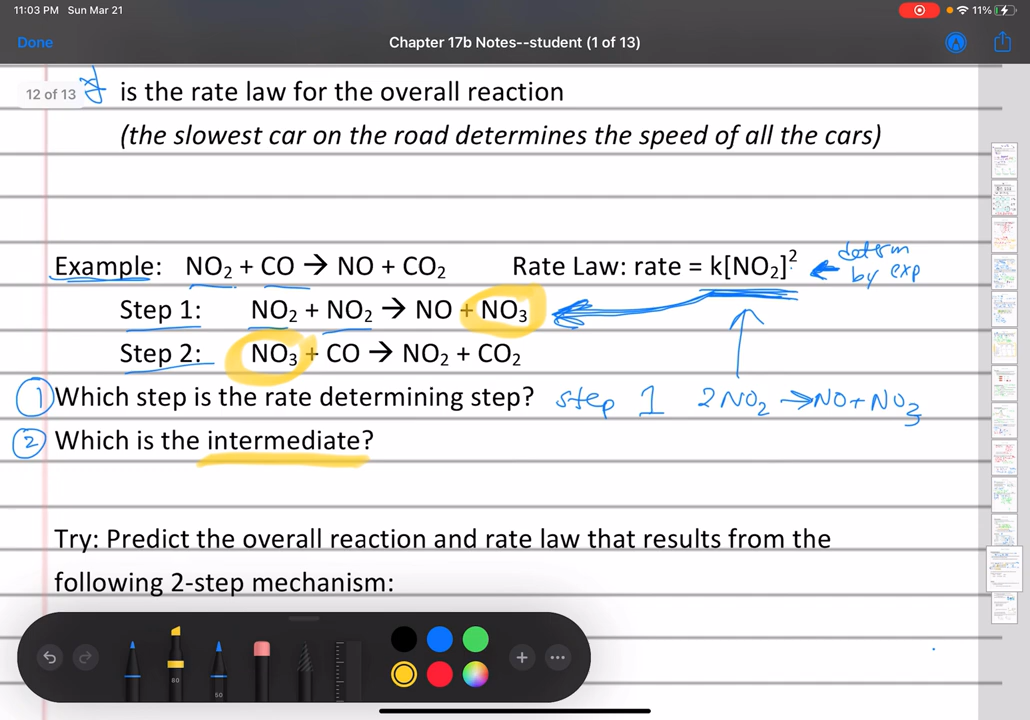 11:03 PM Sun Mar 21 11%
Done Chapter 17b Notes--student (1 of 13)
12 of 13 is the rate law for the overall reaction
(the slowest car on the road determines the speed of all the cars)
determ
by exp
Example: NO₂ + CO → NO + CO₂ Rate Law: rate = k[NO₂]²
Step 1: NO₂ + NO₂ → NO + NO₃
Step 2: NO₃ + CO → NO₂ + CO₂
① Which step is the rate determining step? step 1 2NO₂ → NO + NO₃
② Which is the intermediate?
Try: Predict the overall reaction and rate law that results from the
following 2-step mechanism:
80
50